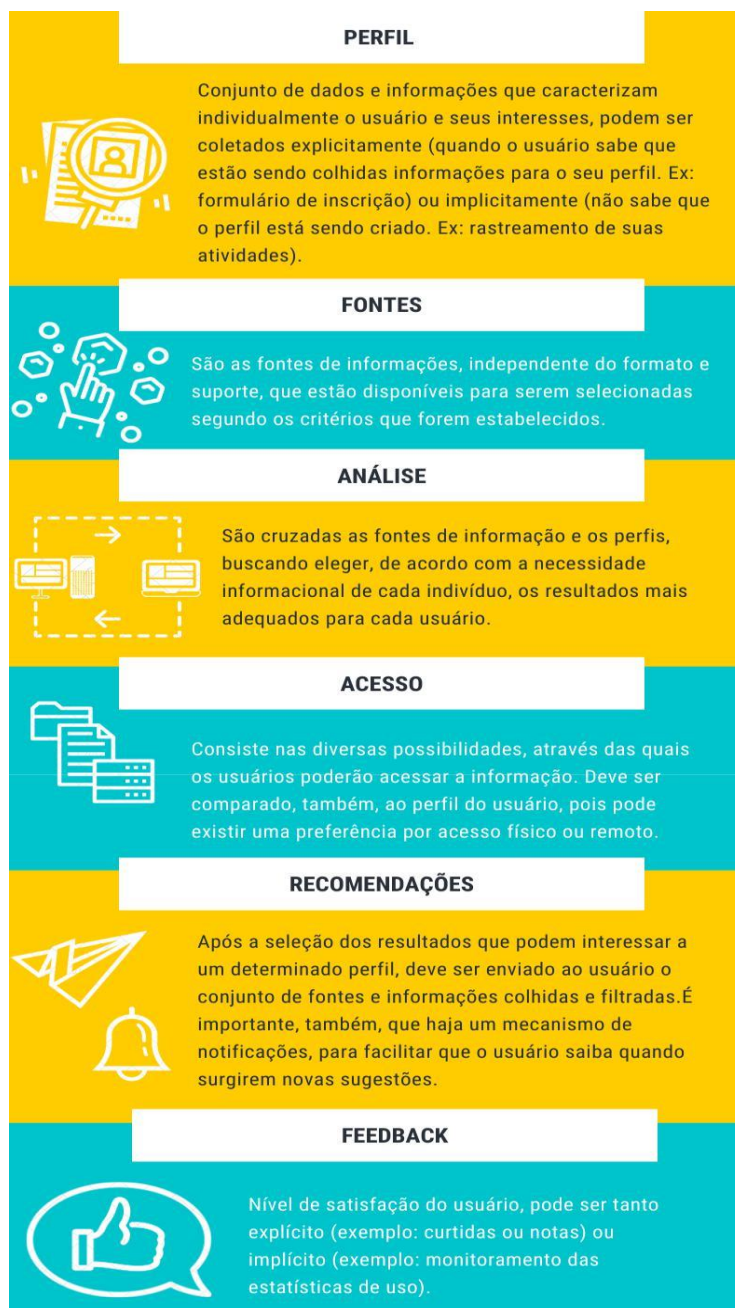 PERFIL
Conjunto de dados e informações que caracterizam
individualmente o usuário e seus interesses, podem ser
coletados explicitamente (quando o usuário sabe que
estão sendo colhidas informações para o seu perfil. Ex:
formulário de inscrição) ou implicitamente (não sabe que
o perfil está sendo criado. Ex: rastreamento de suas
atividades).
FONTES
São as fontes de informações, independente do formato e
suporte, que estão disponíveis para serem selecionadas
segundo os critérios que forem estabelecidos.
ANÁLISE
São cruzadas as fontes de informação e os perfis,
buscando eleger, de acordo com a necessidade
informacional de cada indivíduo, os resultados mais
adequados para cada usuário.
ACESSO
Consiste nas diversas possibilidades, através das quais
os usuários poderão acessar a informação. Deve ser
comparado, também, ao perfil do usuário, pois pode
existir uma preferência por acesso físico ou remoto.
RECOMENDAÇÕES
Após a seleção dos resultados que podem interessar a
um determinado perfil, deve ser enviado ao usuário o
conjunto de fontes e informações colhidas e filtradas.É
importante, também, que haja um mecanismo de
notificações, para facilitar que o usuário saiba quando
surgirem novas sugestões.
FEEDBACK
Nível de satisfação do usuário, pode ser tanto
explícito (exemplo: curtidas ou notas) ou
implícito (exemplo: monitoramento das
estatísticas de uso).